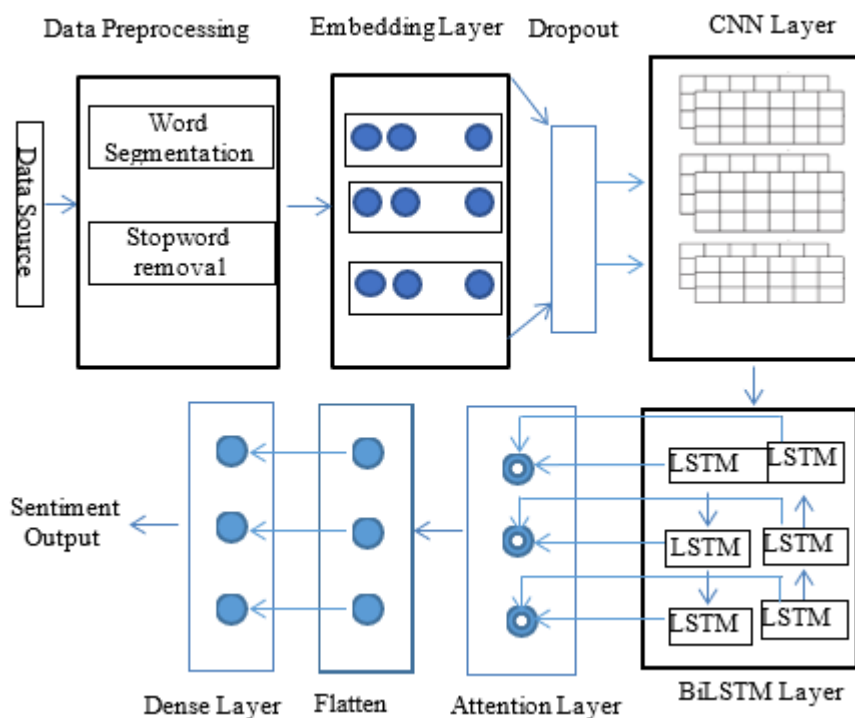 Data Preprocessing
Embedding Layer
Dropout
CNN Layer
Data Source
Word
Segmentation
Stopword
removal
LSTM
LSTM
LSTM
LSTM
LSTM
LSTM
Sentiment
Output
Dense Layer
Flatten
Attention Layer
BiLSTM Layer